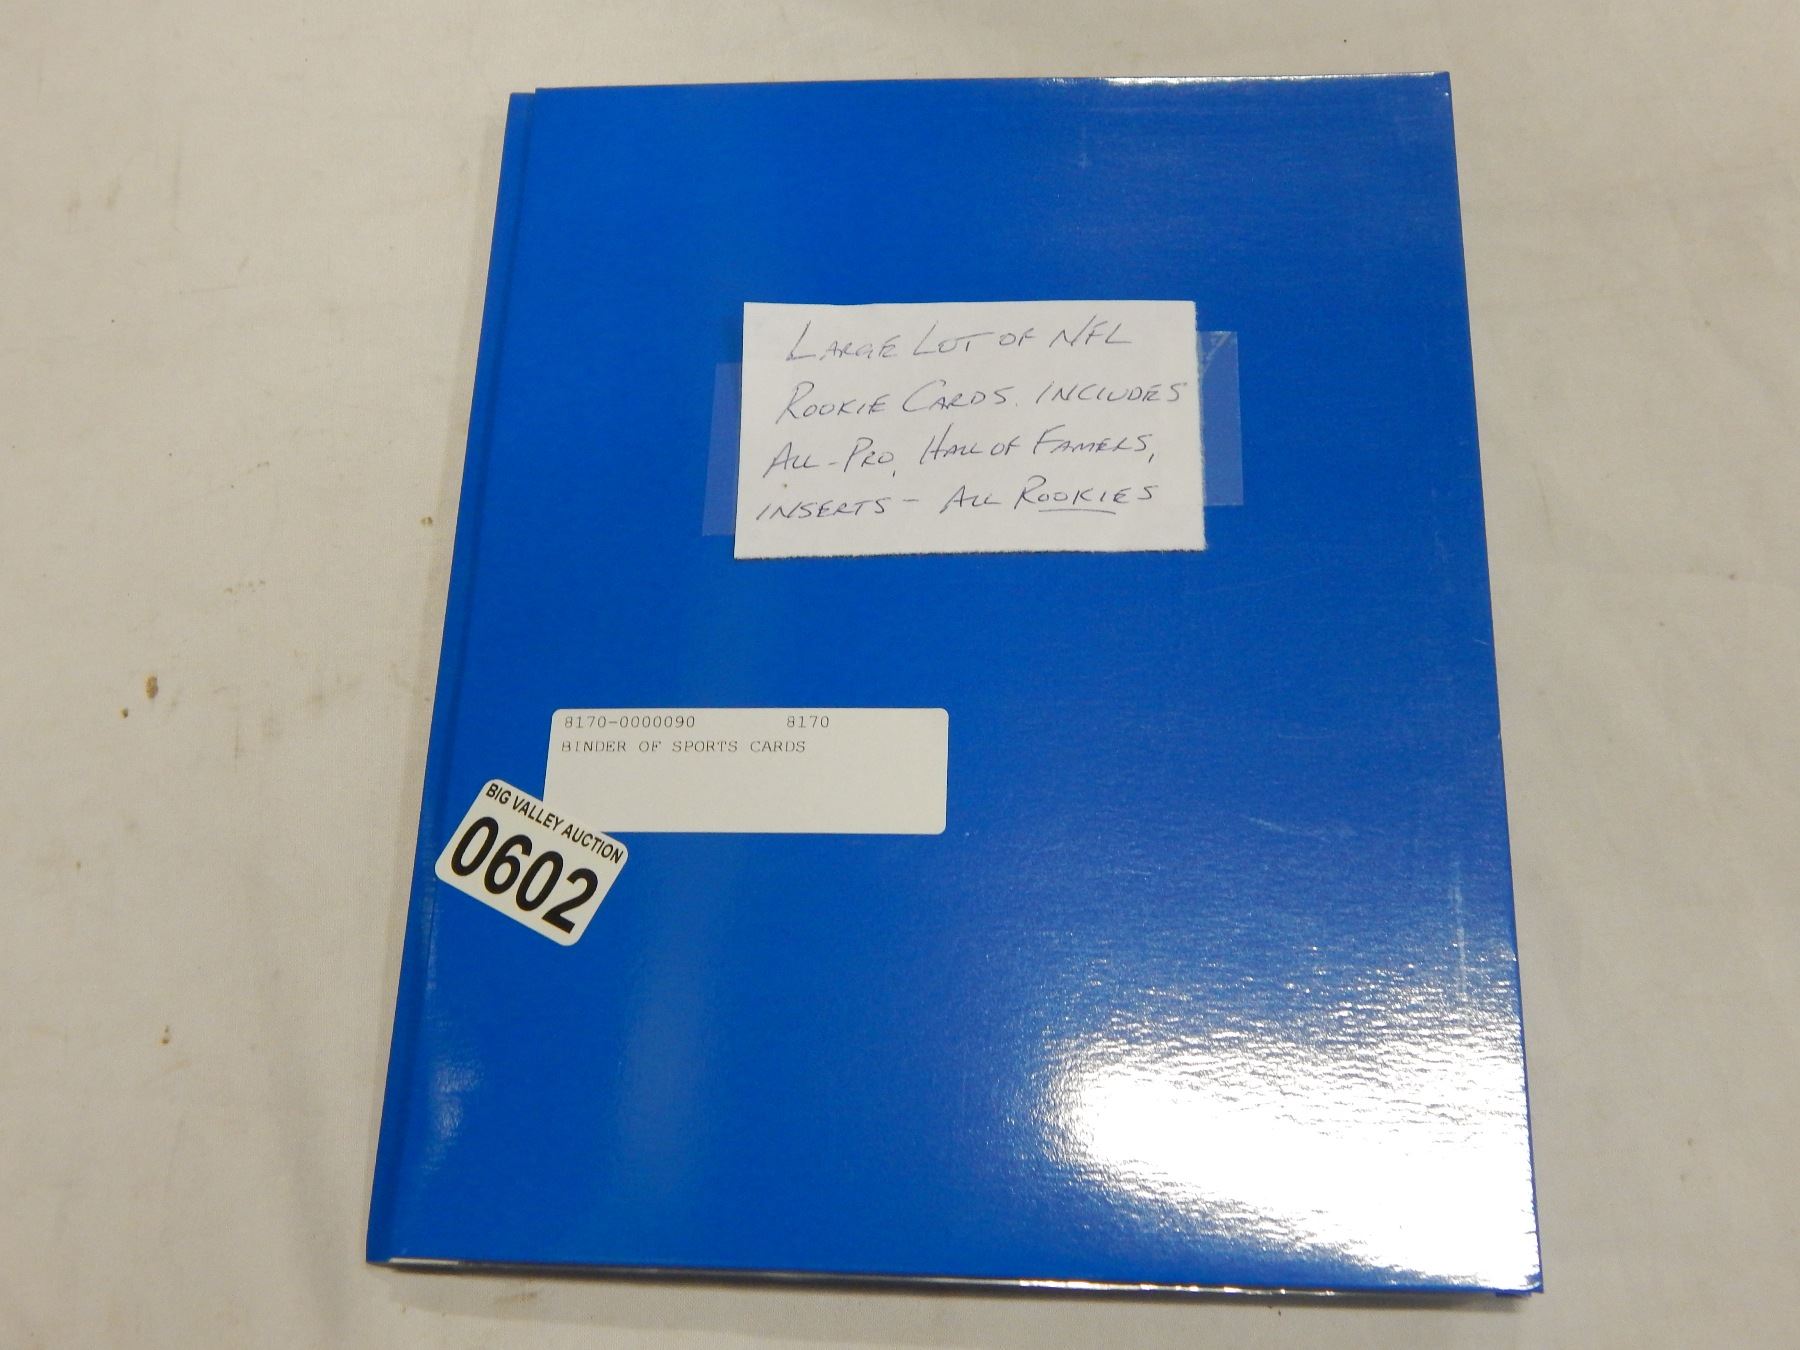 LARGE LOT OF NFL
ROOKIE CARDS. INCLUDES
ALL-PRO, HALL OF FAMERS,
INSERTS - ALL ROOKIES
8170-0000090 8170
BINDER OF SPORTS CARDS
BIG VALLEY AUCTION
0602